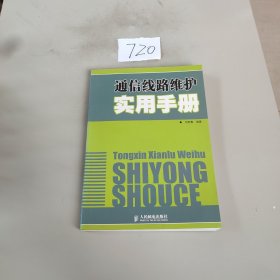 720
通信线路维护
实用手册
Tongxin Xianlu Weihu
SHIYONG
SHOUCE
人民邮电出版社